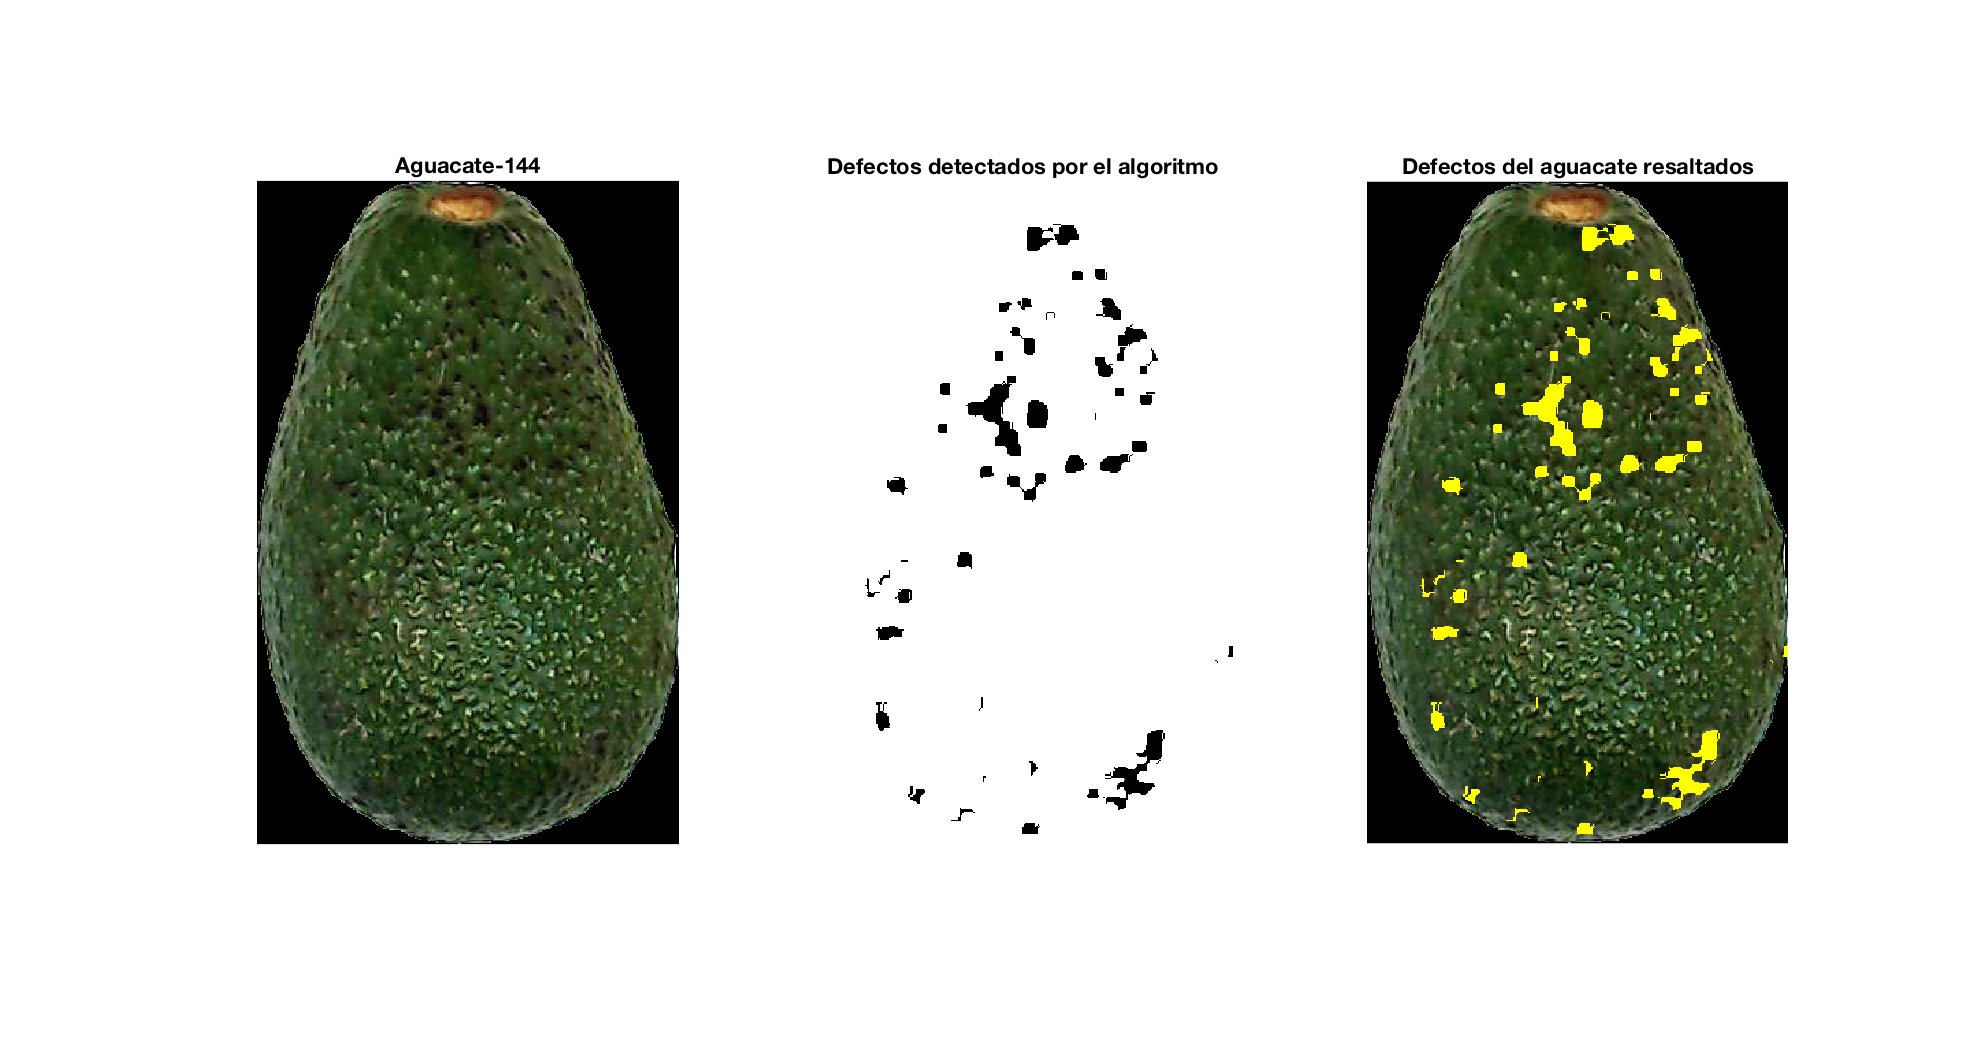 Aguacate-144
Defectos detectados por el algoritmo
Defectos del aguacate resaltados